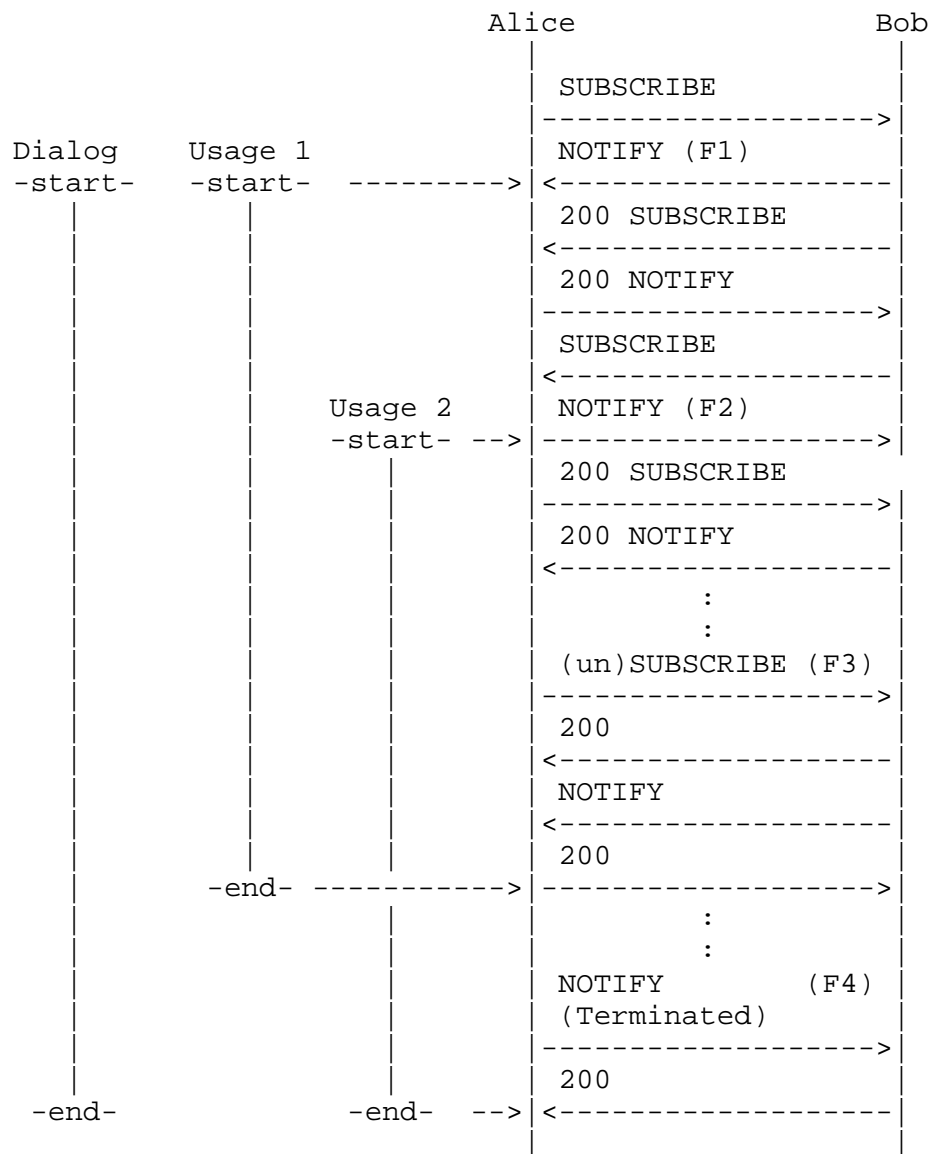 Alice Bob
SUBSCRIBE
Dialog Usage 1 NOTIFY (F1)
-start- -start-
200 SUBSCRIBE
200 NOTIFY
SUBSCRIBE
Usage 2 NOTIFY (F2)
-start-
200 SUBSCRIBE
200 NOTIFY
:
:
(un)SUBSCRIBE (F3)
200
NOTIFY
200
-end-
:
:
NOTIFY (F4)
(Terminated)
200
-end- -end-